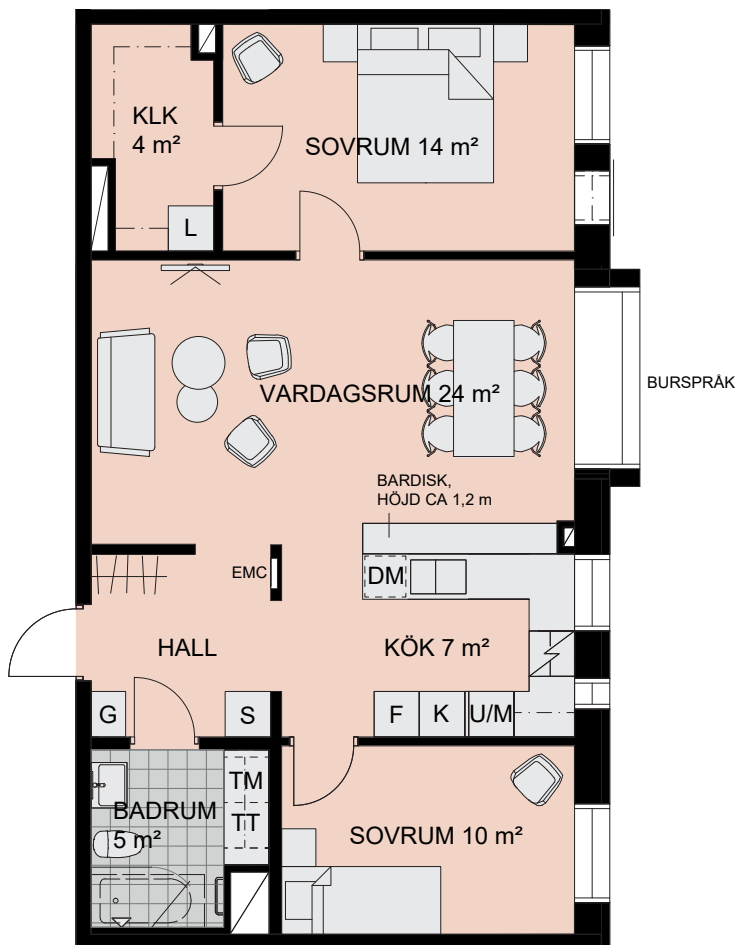 KLK
4 m²
SOVRUM 14 m²
L
VARDAGSRUM 24 m²
BURSPRÅK
BARDISK,
HÖJD CA 1,2 m
EMC
DM
HALL
KÖK 7 m²
G
S
F
K
U/M
TM
BADRUM
5 m²
TT
SOVRUM 10 m²